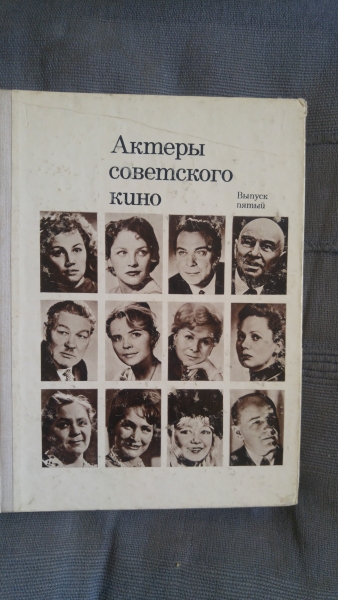 Актеры
советского
кино
Выпуск
пятый